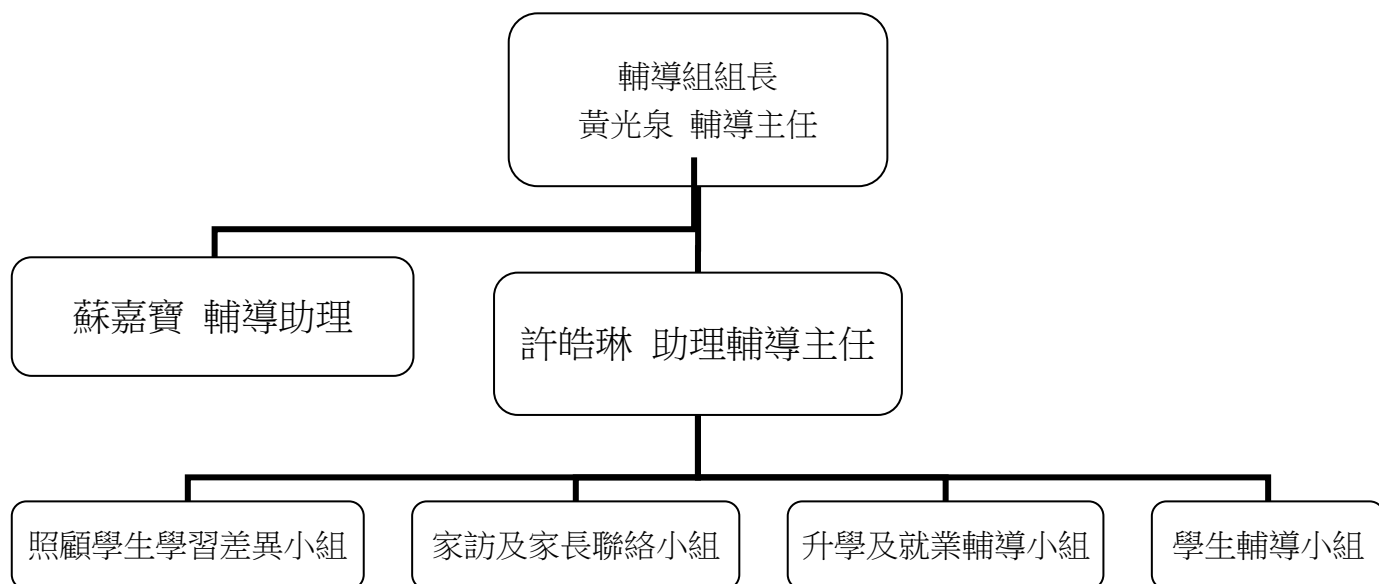 輔導組組長
黃光泉 輔導主任
蘇嘉寶 輔導助理
許皓琳 助理輔導主任
照顧學生學習差異小組
家訪及家長聯絡小組
升學及就業輔導小組
學生輔導小組